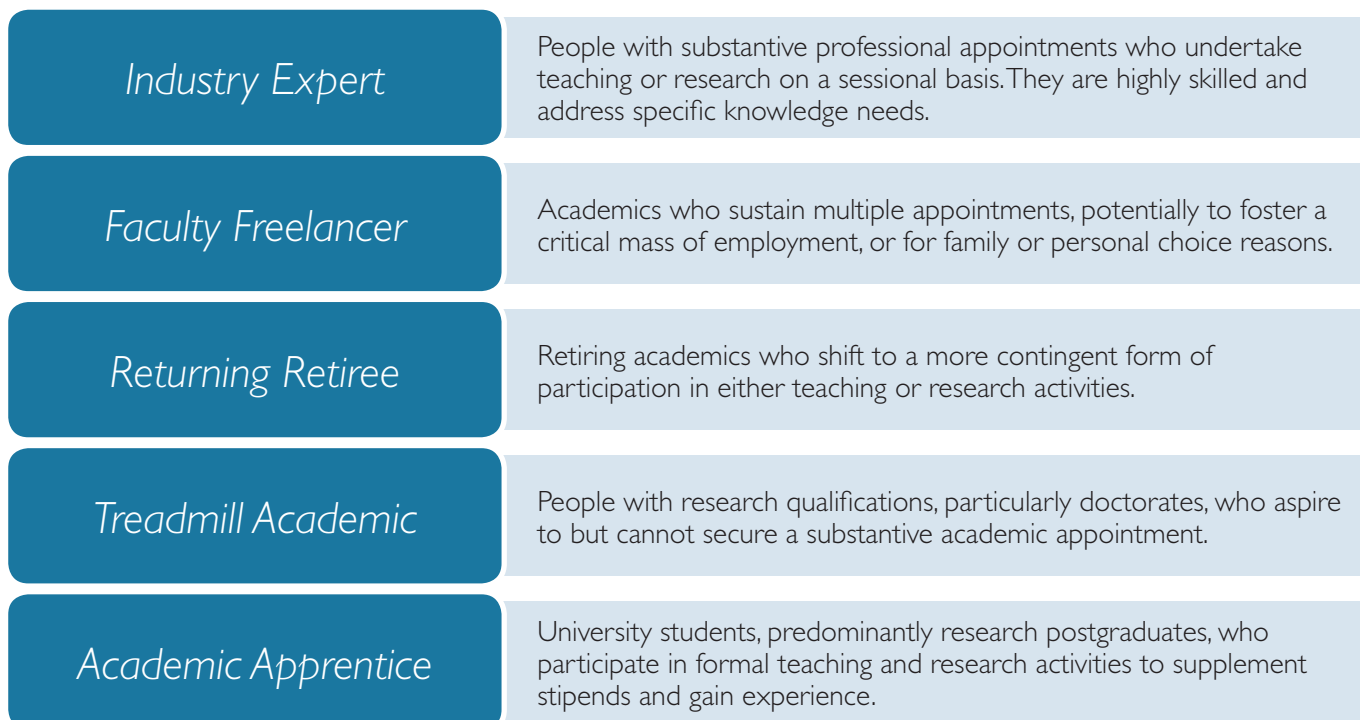 Industry Expert
People with substantive professional appointments who undertake
teaching or research on a sessional basis. They are highly skilled and
address specific knowledge needs.
Faculty Freelancer
Academics who sustain multiple appointments, potentially to foster a
critical mass of employment, or for family or personal choice reasons.
Returning Retiree
Retiring academics who shift to a more contingent form of
participation in either teaching or research activities.
Treadmill Academic
People with research qualifications, particularly doctorates, who aspire
to but cannot secure a substantive academic appointment.
Academic Apprentice
University students, predominantly research postgraduates, who
participate in formal teaching and research activities to supplement
stipends and gain experience.